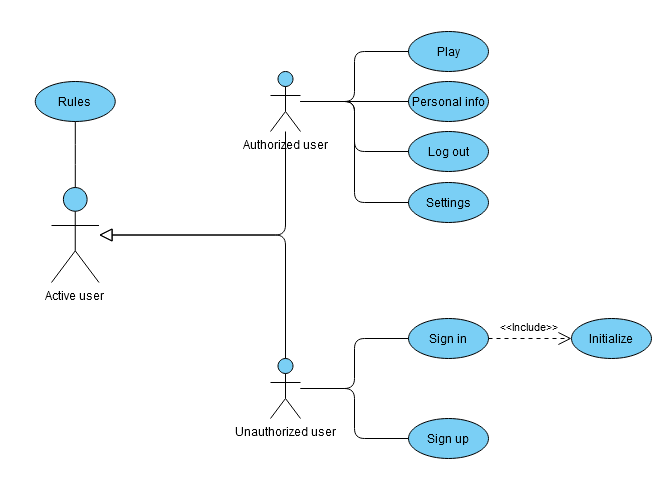 Play
Rules
Personal info
Authorized user
Log out
Settings
Active user
<<Include>>
Sign in
Initialize
Unauthorized user
Sign up